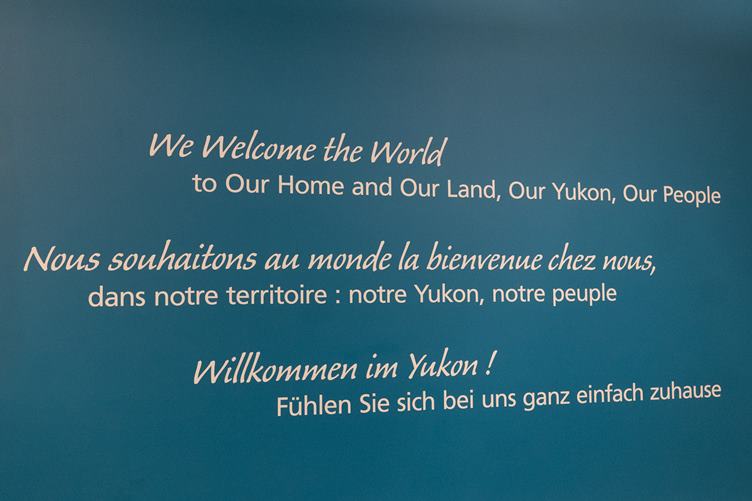 We Welcome the World
to Our Home and Our Land, Our Yukon, Our People
Nous souhaitons au monde la bienvenue chez nous,
dans notre territoire : notre Yukon, notre peuple
Willkommen im Yukon !
Fühlen Sie sich bei uns ganz einfach zuhause